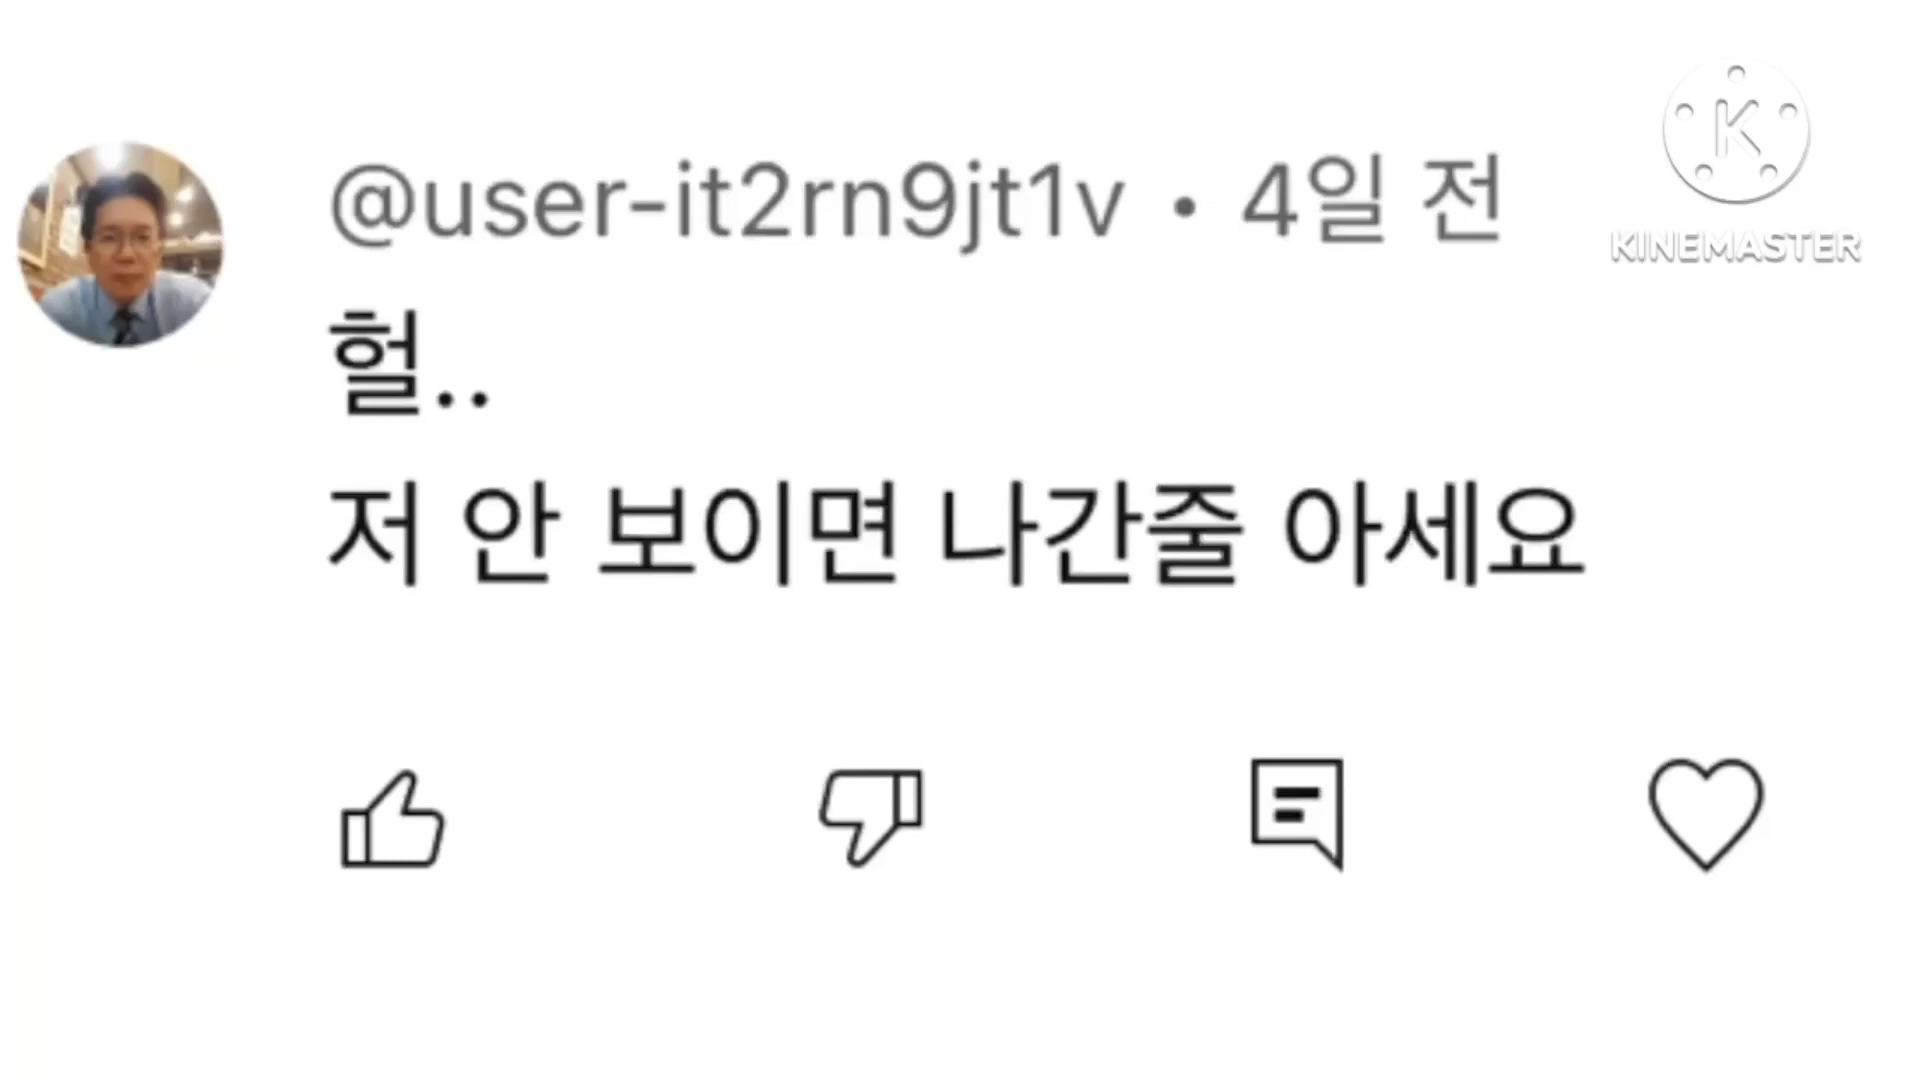 @user-it2rn9jt1v • 4일 전
KINEMASTER
헐..
저 안 보이면 나간줄 아세요